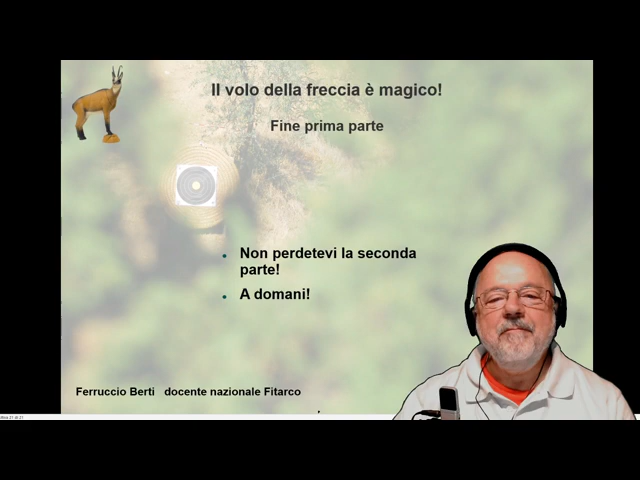 Il volo della freccia è magico!
Fine prima parte
Non perdetevi la seconda
parte!
A domani!
Ferruccio Berti docente nazionale Fitarco